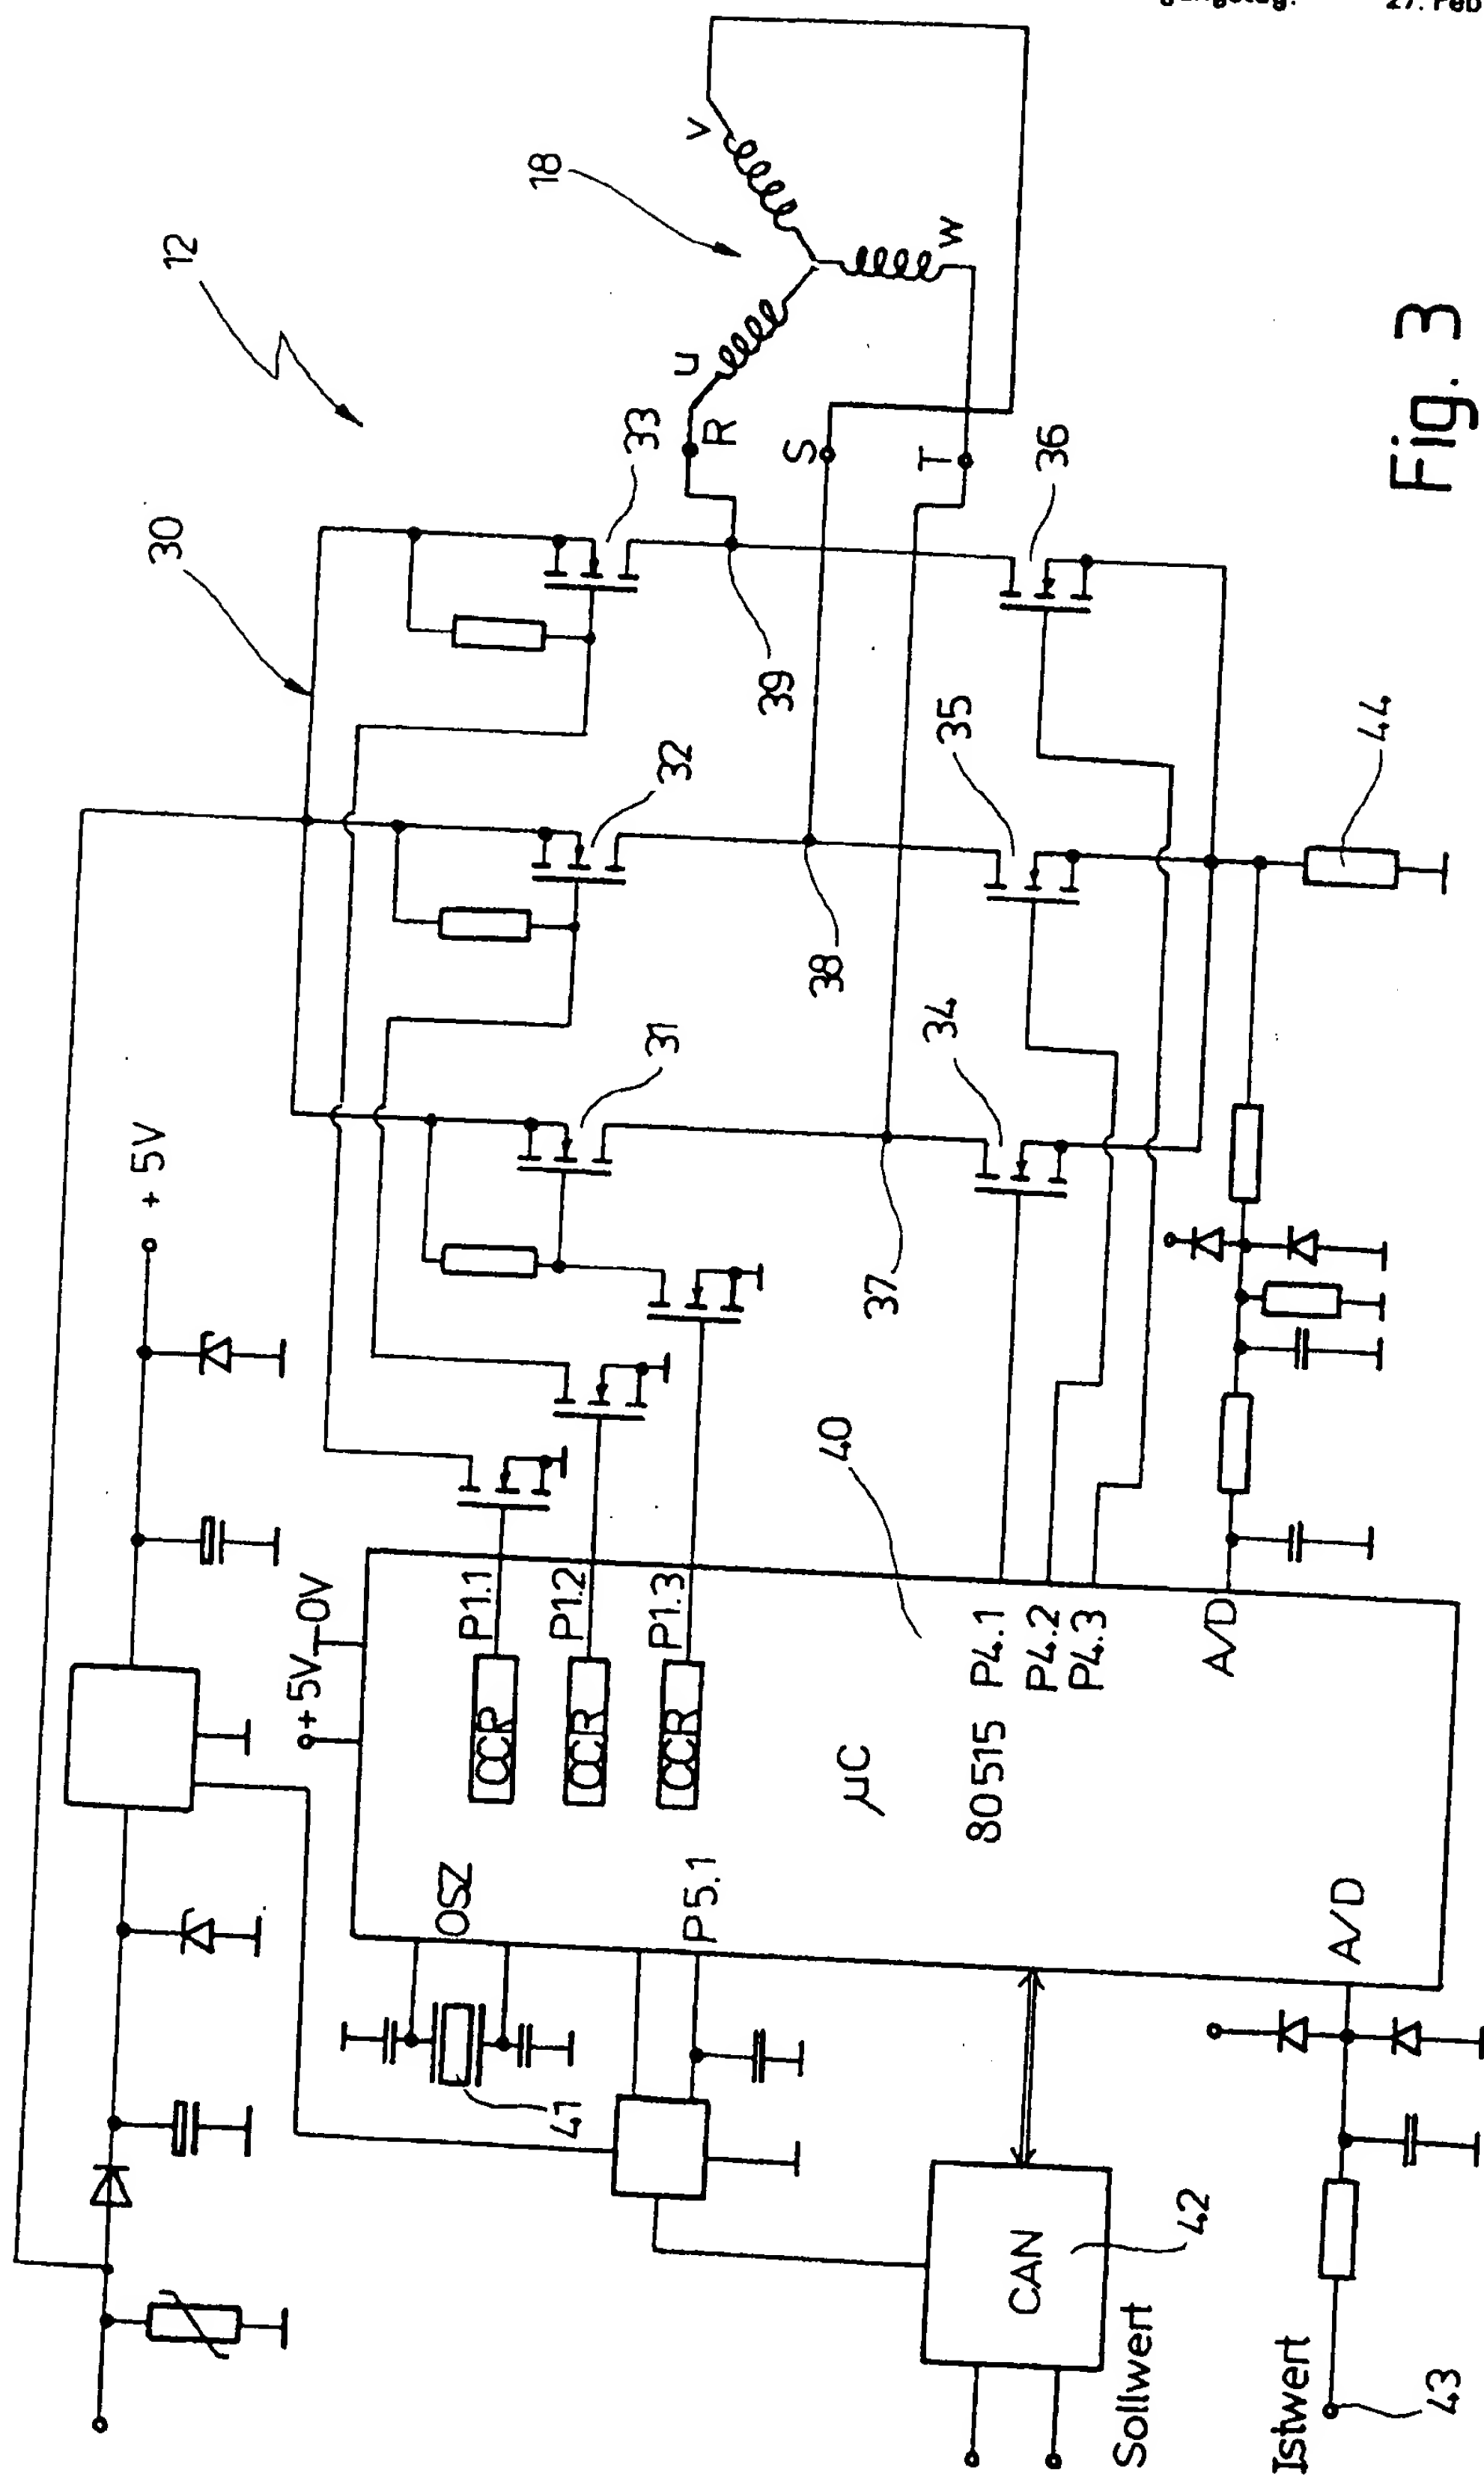 27. Feb
12
18
30
V
U
W
33
R
S
T
36
39
32
35
44
38
31
34
+5V
37
40
+5V
0V
P1.1
P1.2
P1.3
CCR
CCR
CCR
P4.1
P4.2
P4.3
A/D
µC
80515
OSZ
P5.1
A/D
41
CAN
42
Sollwert
Istwert
43
Fig. 3